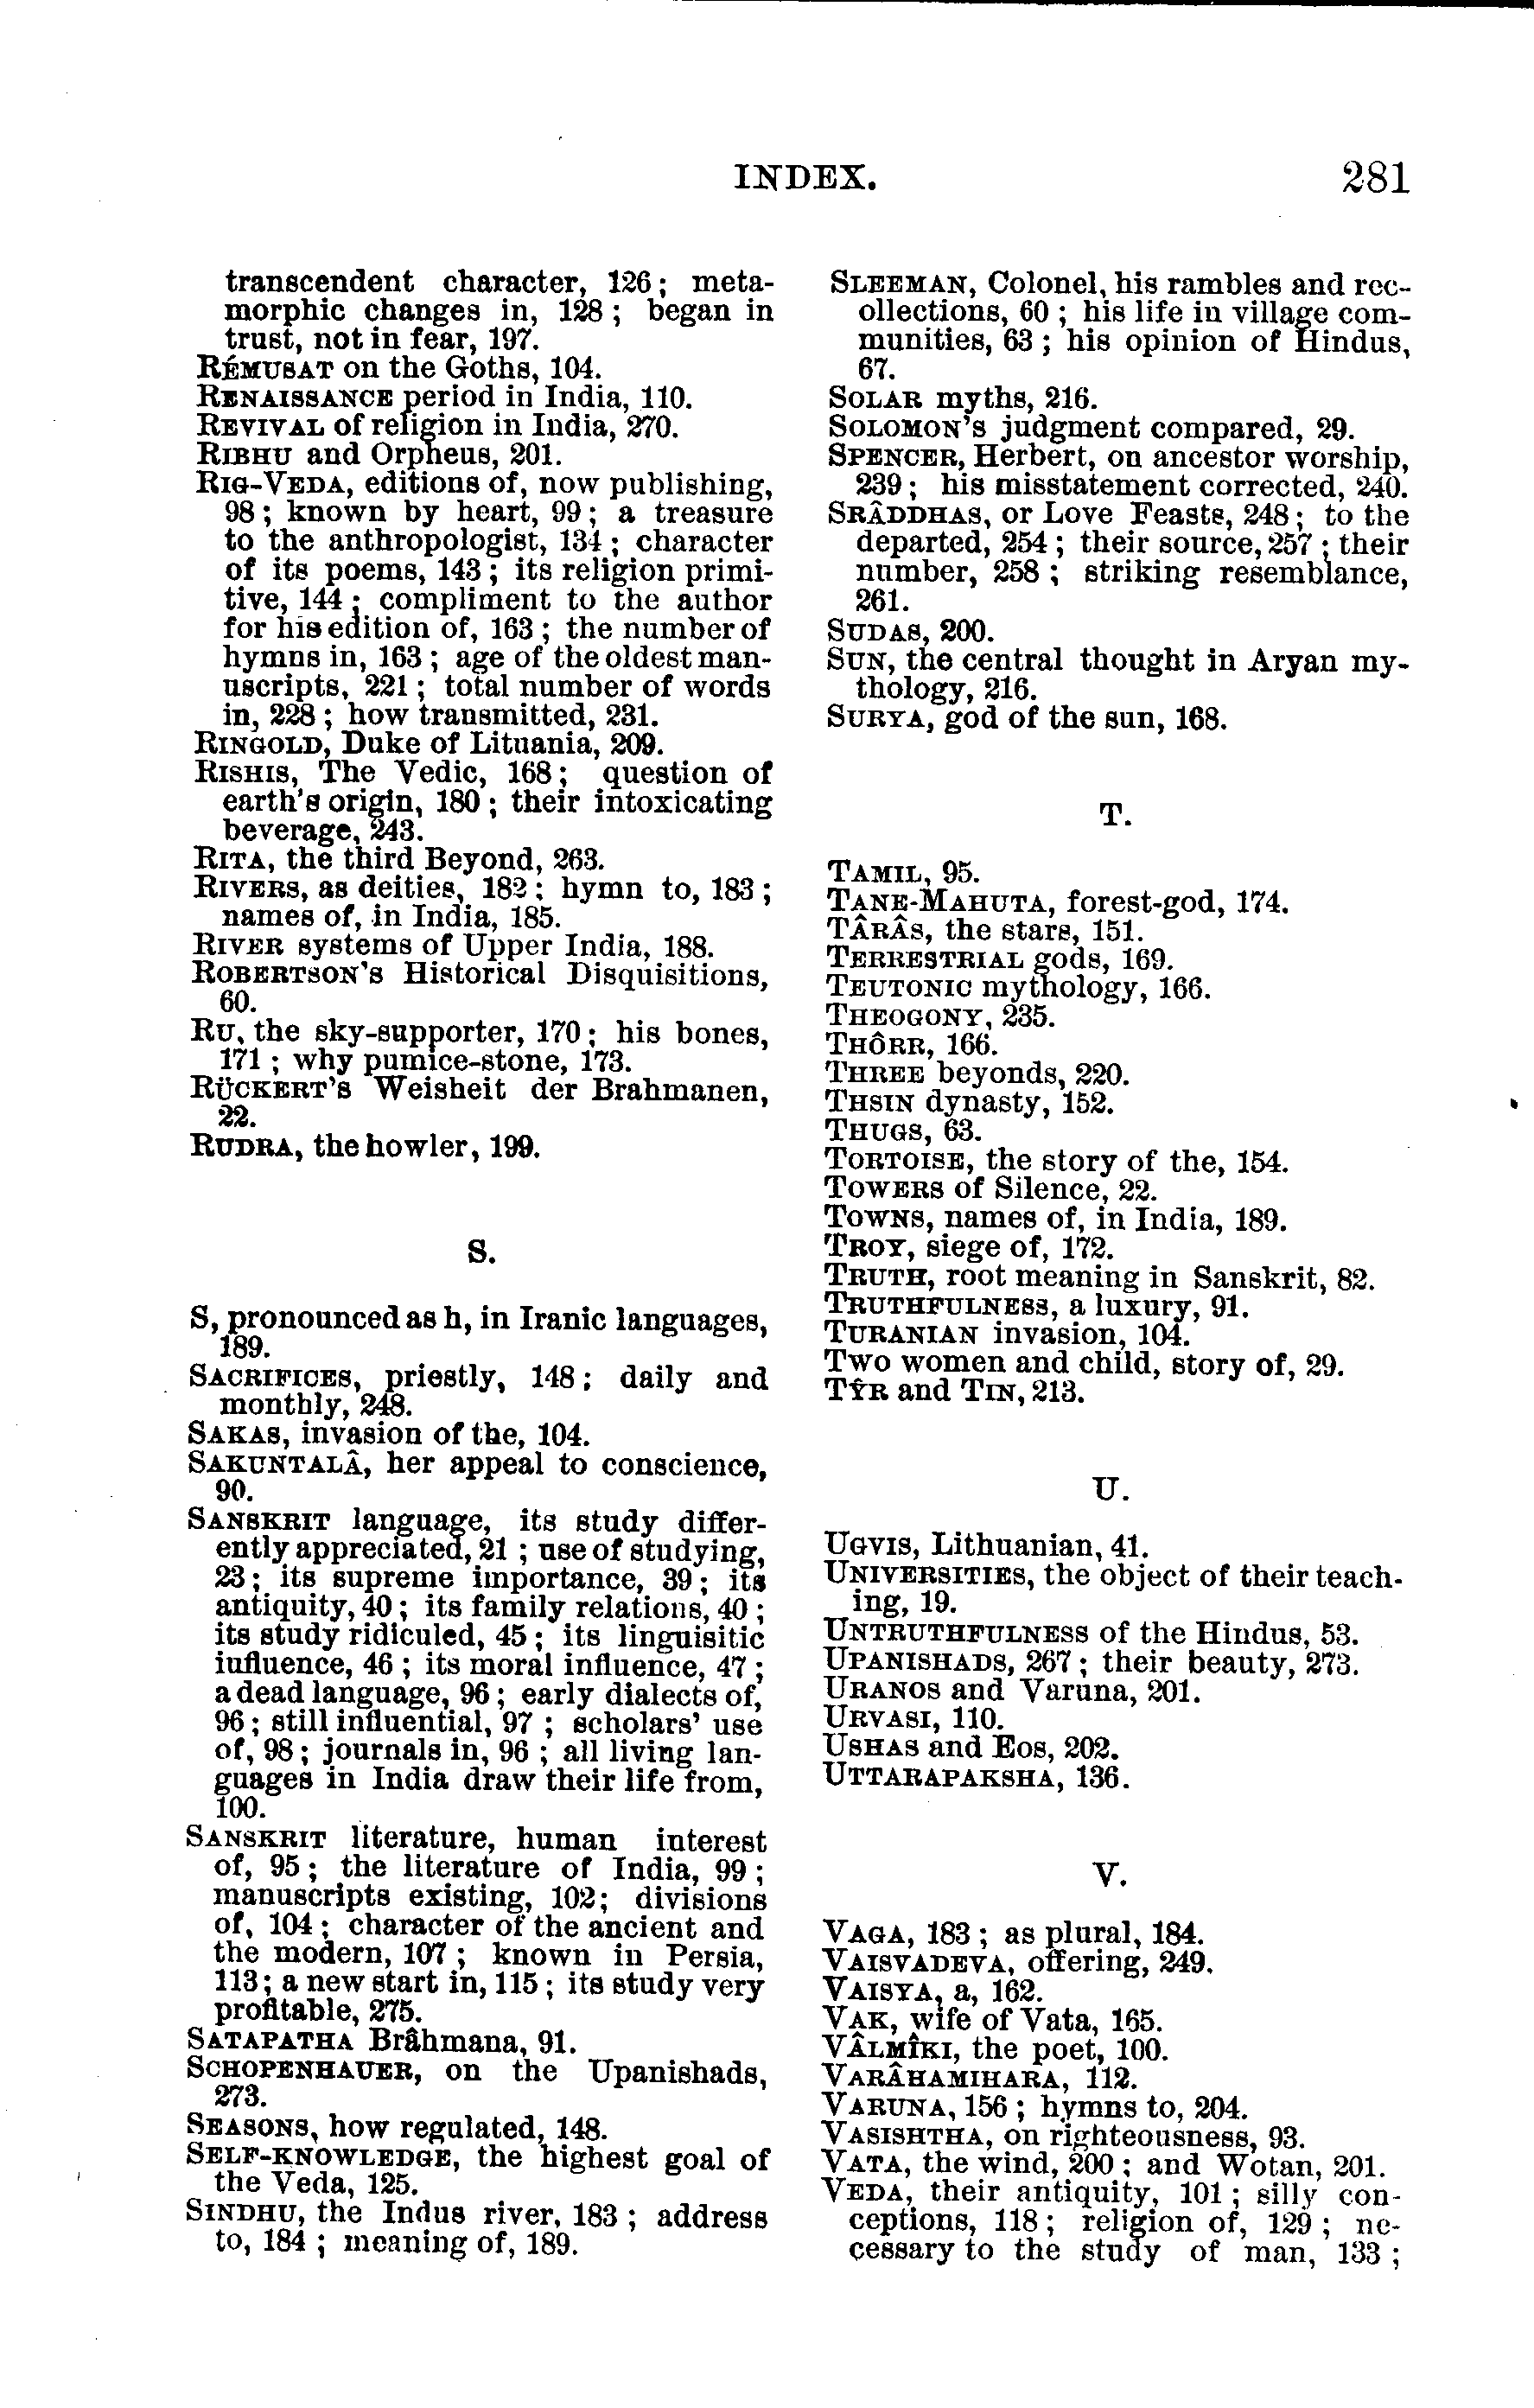 INDEX. 281
transcendent character, 126; meta-
morphic changes in, 128; began in
trust, not in fear, 197.
RÉMUSAT on the Goths, 104.
RENAISSANCE period in India, 110.
REVIVAL of religion in India, 270.
RIBHU and Orpheus, 201.
RIG-VEDA, editions of, now publishing,
98; known by heart, 99; a treasure
to the anthropologist, 134; character
of its poems, 143; its religion primi-
tive, 144; compliment to the author
for his edition of, 163; the number of
hymns in, 163; age of the oldest man-
uscripts, 221; total number of words
in, 228; how transmitted, 231.
RINGOLD, Duke of Lituania, 209.
RISHIS, The Vedic, 168; question of
earth's origin, 180; their intoxicating
beverage, 243.
RITA, the third Beyond, 263.
RIVERS, as deities, 182; hymn to, 183;
names of, in India, 185.
RIVER systems of Upper India, 188.
ROBERTSON'S Historical Disquisitions,
60.
RU, the sky-supporter, 170; his bones,
171; why pumice-stone, 173.
RÜCKERT'S Weisheit der Brahmanen,
22.
RUDRA, the howler, 199.
S.
S, pronounced as h, in Iranic languages,
189.
SACRIFICES, priestly, 148; daily and
monthly, 248.
SAKAS, invasion of the, 104.
SAKUNTALÂ, her appeal to conscience,
90.
SANSKRIT language, its study differ-
ently appreciated, 21; use of studying,
23; its supreme importance, 39; its
antiquity, 40; its family relations, 40;
its study ridiculed, 45; its linguisitic
iufluence, 46; its moral influence, 47;
a dead language, 96; early dialects of,
96; still influential, 97; scholars' use
of, 98; journals in, 96; all living lan-
guages in India draw their life from,
100.
SANSKRIT literature, human interest
of, 95; the literature of India, 99;
manuscripts existing, 102; divisions
of, 104; character of the ancient and
the modern, 107; known in Persia,
113; a new start in, 115; its study very
profitable, 275.
SATAPATHA Brâhmana, 91.
SCHOPENHAUER, on the Upanishads,
273.
SEASONS, how regulated, 148.
SELF-KNOWLEDGE, the highest goal of
the Veda, 125.
SINDHU, the Indus river, 183; address
to, 184; meaning of, 189.
SLEEMAN, Colonel, his rambles and rec-
ollections, 60; his life in village com-
munities, 63; his opinion of Hindus,
67.
SOLAR myths, 216.
SOLOMON'S judgment compared, 29.
SPENCER, Herbert, on ancestor worship,
239; his misstatement corrected, 240.
SRÂDDHAS, or Love Feasts, 248; to the
departed, 254; their source, 257; their
number, 258; striking resemblance,
261.
SUDAS, 200.
SUN, the central thought in Aryan my-
thology, 216.
SURYA, god of the sun, 168.
T.
TAMIL, 95.
TANE-MAHUTA, forest-god, 174.
TÂRÂS, the stars, 151.
TERRESTRIAL gods, 169.
TEUTONIC mythology, 166.
THEOGONY, 235.
THÔRR, 166.
THREE beyonds, 220.
THSIN dynasty, 152.
THUGS, 63.
TORTOISE, the story of the, 154.
TOWERS of Silence, 22.
TOWNS, names of, in India, 189.
TROY, siege of, 172.
TRUTH, root meaning in Sanskrit, 82.
TRUTHFULNESS, a luxury, 91.
TURANIAN invasion, 104.
TWO women and child, story of, 29.
TŶR and TIN, 213.
U.
UGVIS, Lithuanian, 41.
UNIVERSITIES, the object of their teach-
ing, 19.
UNTRUTHFULNESS of the Hindus, 53.
UPANISHADS, 267; their beauty, 273.
URANOS and Varuna, 201.
URVASI, 110.
USHAS and Eos, 202.
UTTARAPAKSHA, 136.
V.
VAGA, 183; as plural, 184.
VAISVADEVA, offering, 249.
VAISYA, a, 162.
VAK, wife of Vata, 165.
VÂLMÎKI, the poet, 100.
VARÂHAMIHARA, 112.
VARUNA, 156; hymns to, 204.
VASISHTHA, on righteousness, 93.
VATA, the wind, 200; and Wotan, 201.
VEDA, their antiquity, 101; silly con-
ceptions, 118; religion of, 129; ne-
cessary to the study of man, 133;